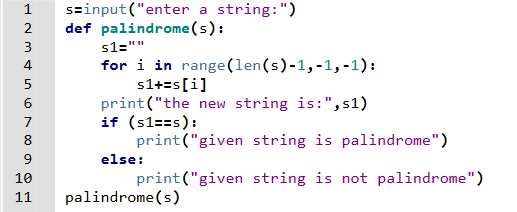 1 s=input("enter a string:")
2 def palindrome(s):
3     s1=""
4     for i in range(len(s)-1,-1,-1):
5         s1+=s[i]
6     print("the new string is:",s1)
7     if (s1==s):
8         print("given string is palindrome")
9     else:
10         print("given string is not palindrome")
11 palindrome(s)